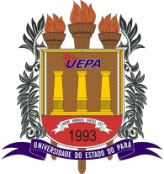 UEPA
1993
UNIVERSIDADE DO ESTADO DO PARÁ